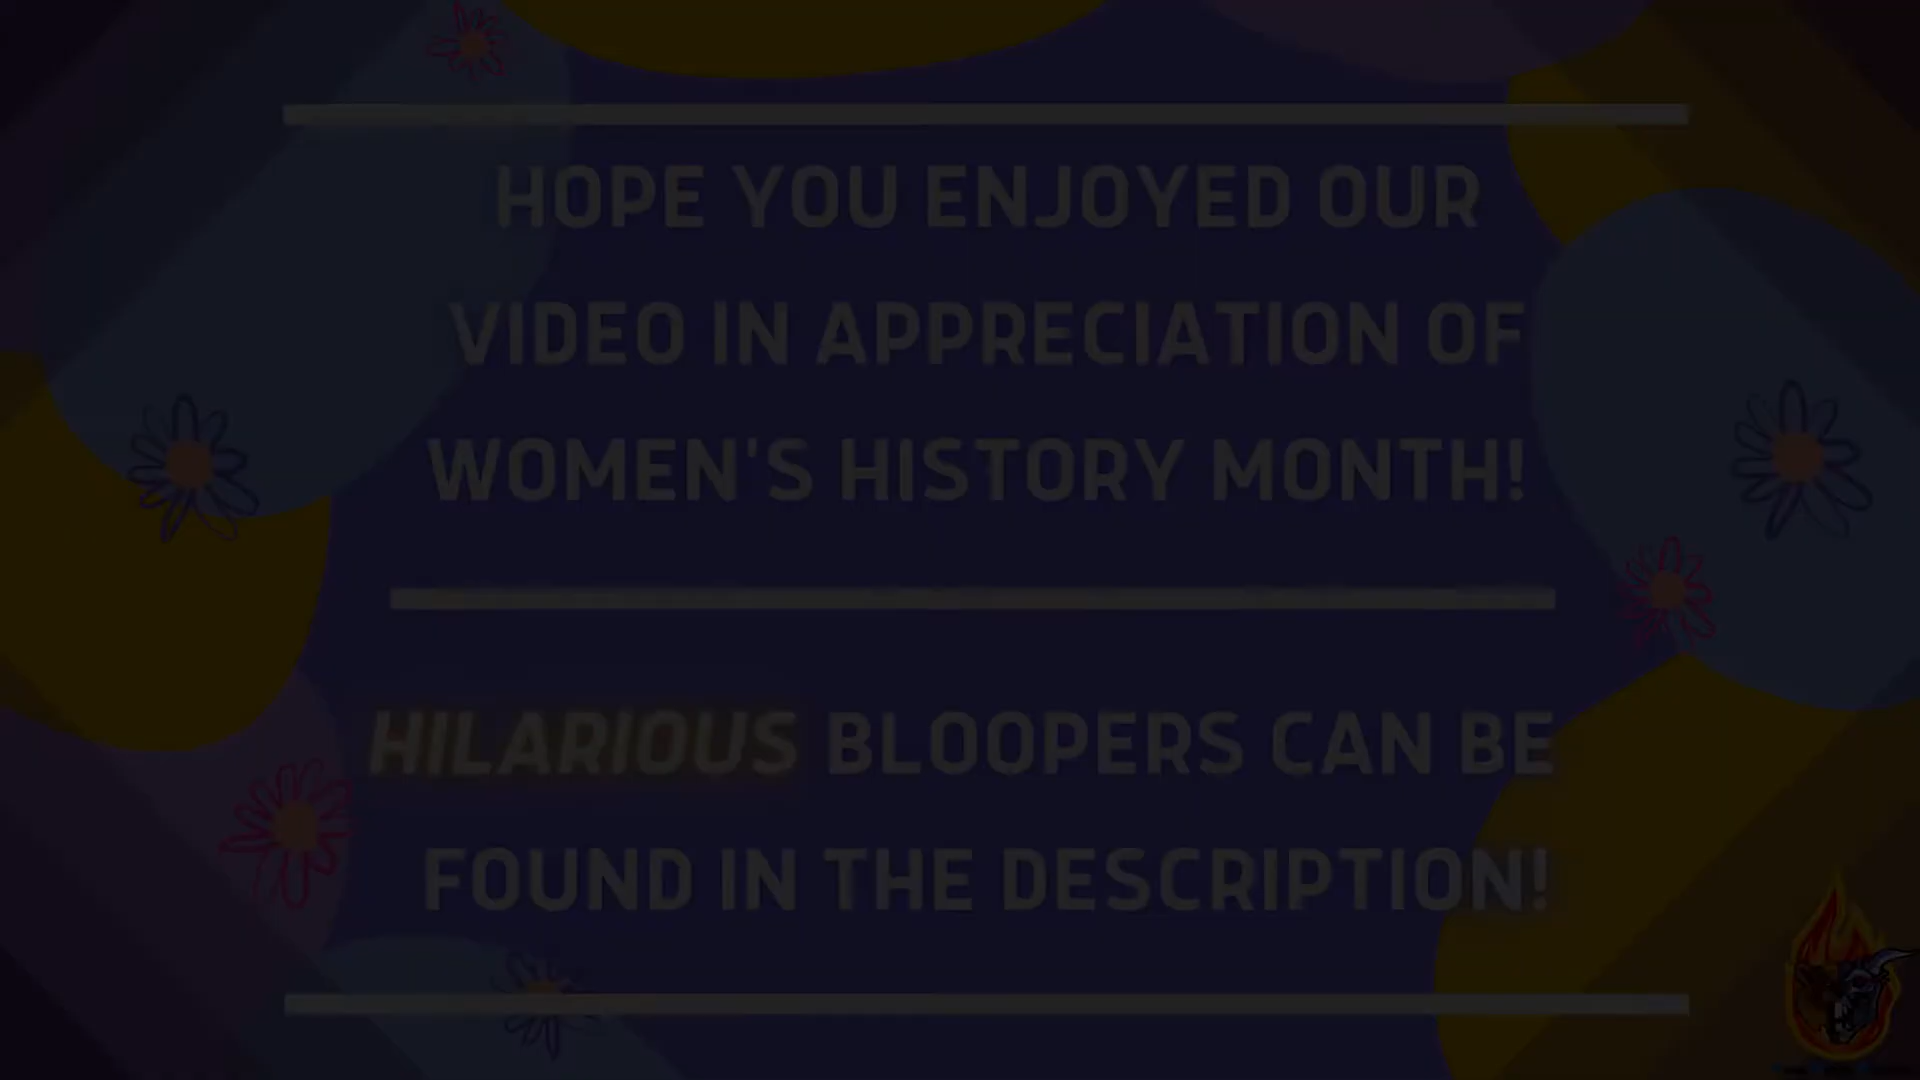 HOPE YOU ENJOYED OUR
VIDEO IN APPRECIATION OF
WOMEN'S HISTORY MONTH!
HILARIOUS BLOOPERS CAN BE
FOUND IN THE DESCRIPTION!